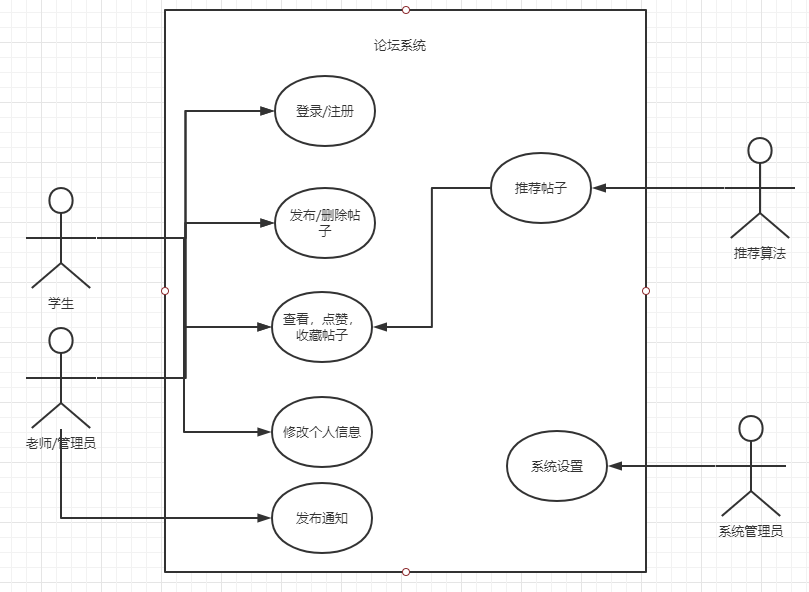 论坛系统
登录/注册
推荐帖子
发布/删除帖
子
推荐算法
学生
查看，点赞，
收藏帖子
老师/管理员
修改个人信息
系统设置
发布通知
系统管理员